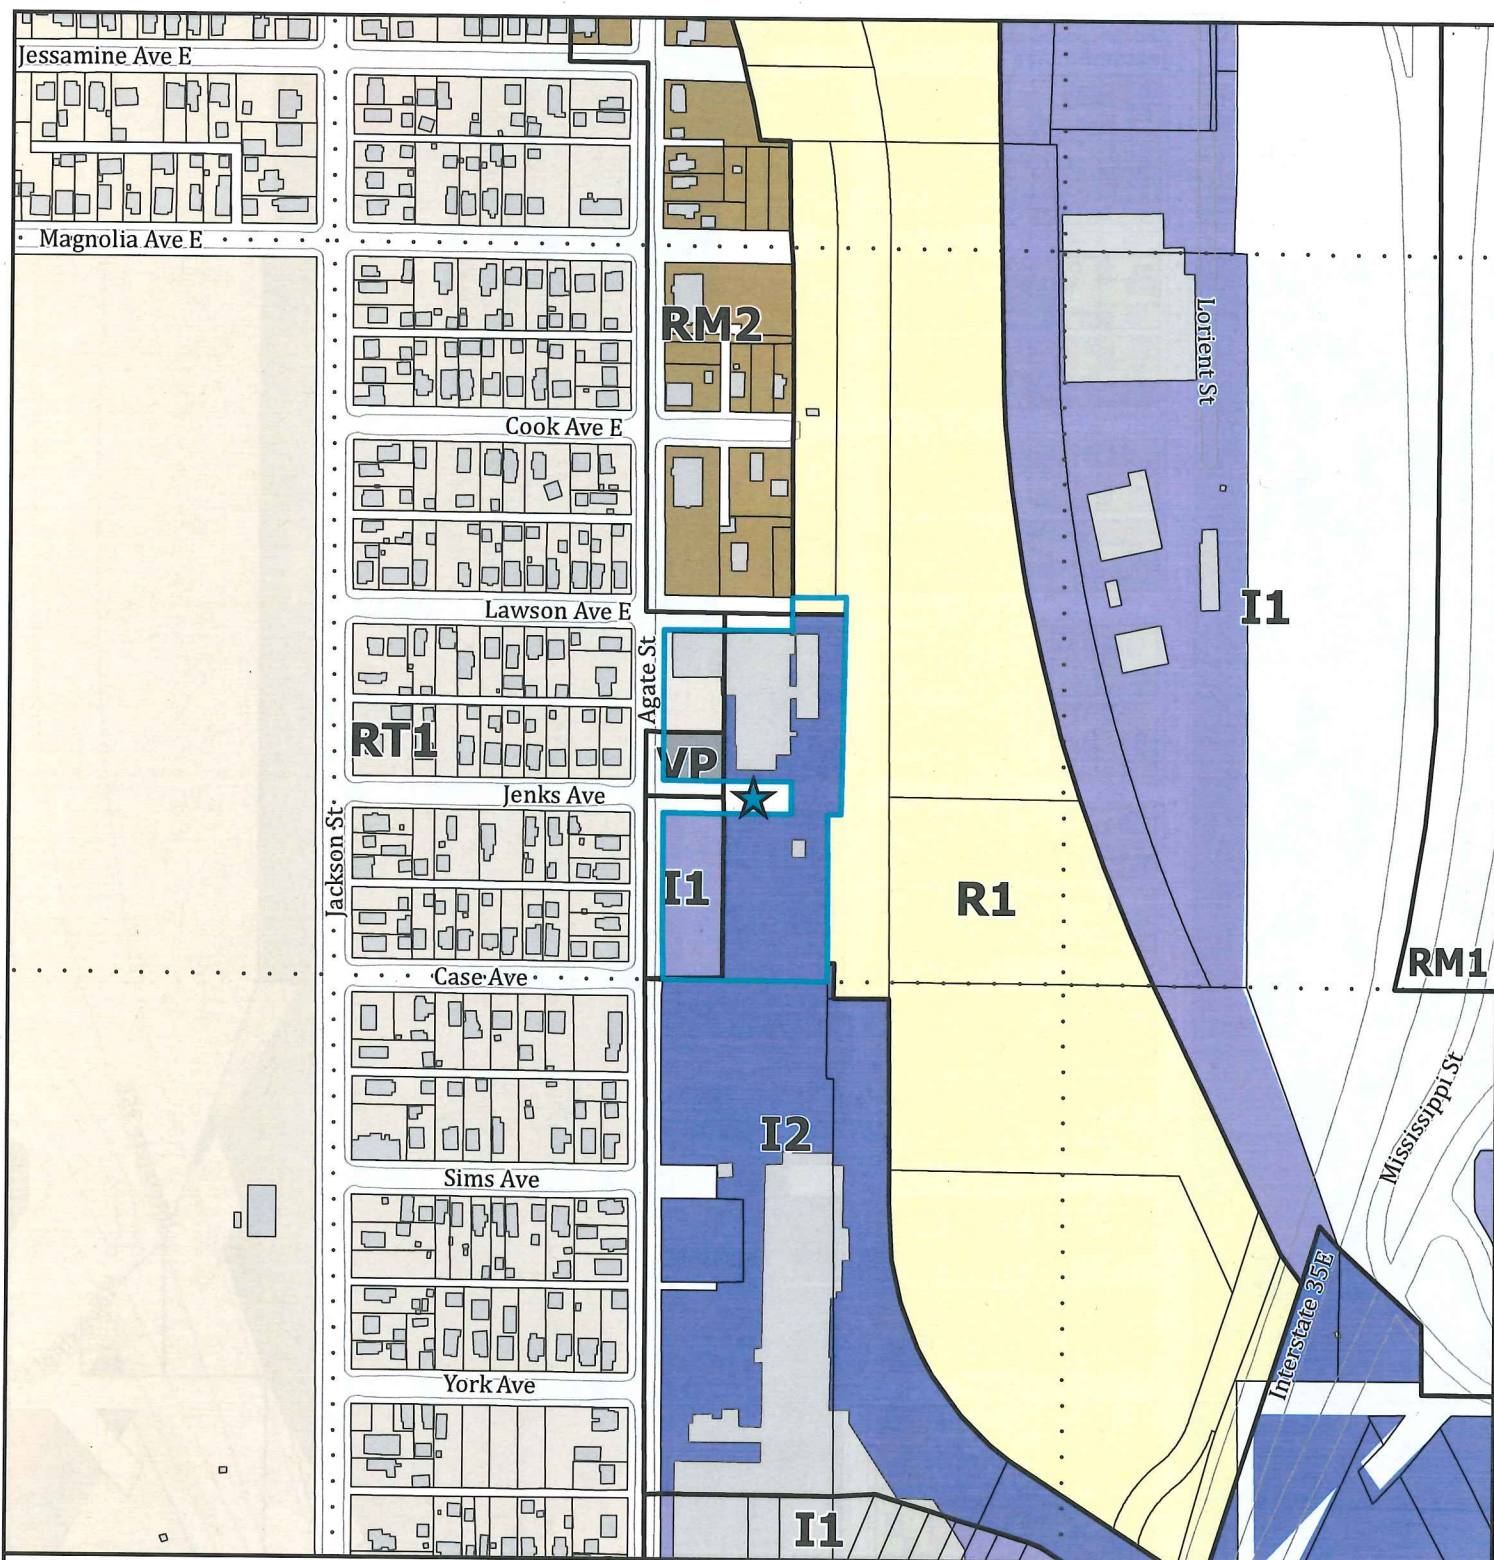 Jessamine Ave E
Magnolia Ave E
RM2
Lorient St
Cook Ave E
I1
Lawson Ave E
Agate St
RT1
VP
Jenks Ave
Jackson St
I1
R1
RM1
Case Ave
I2
Mississippi St
Sims Ave
Interstate 35E
York Ave
I1